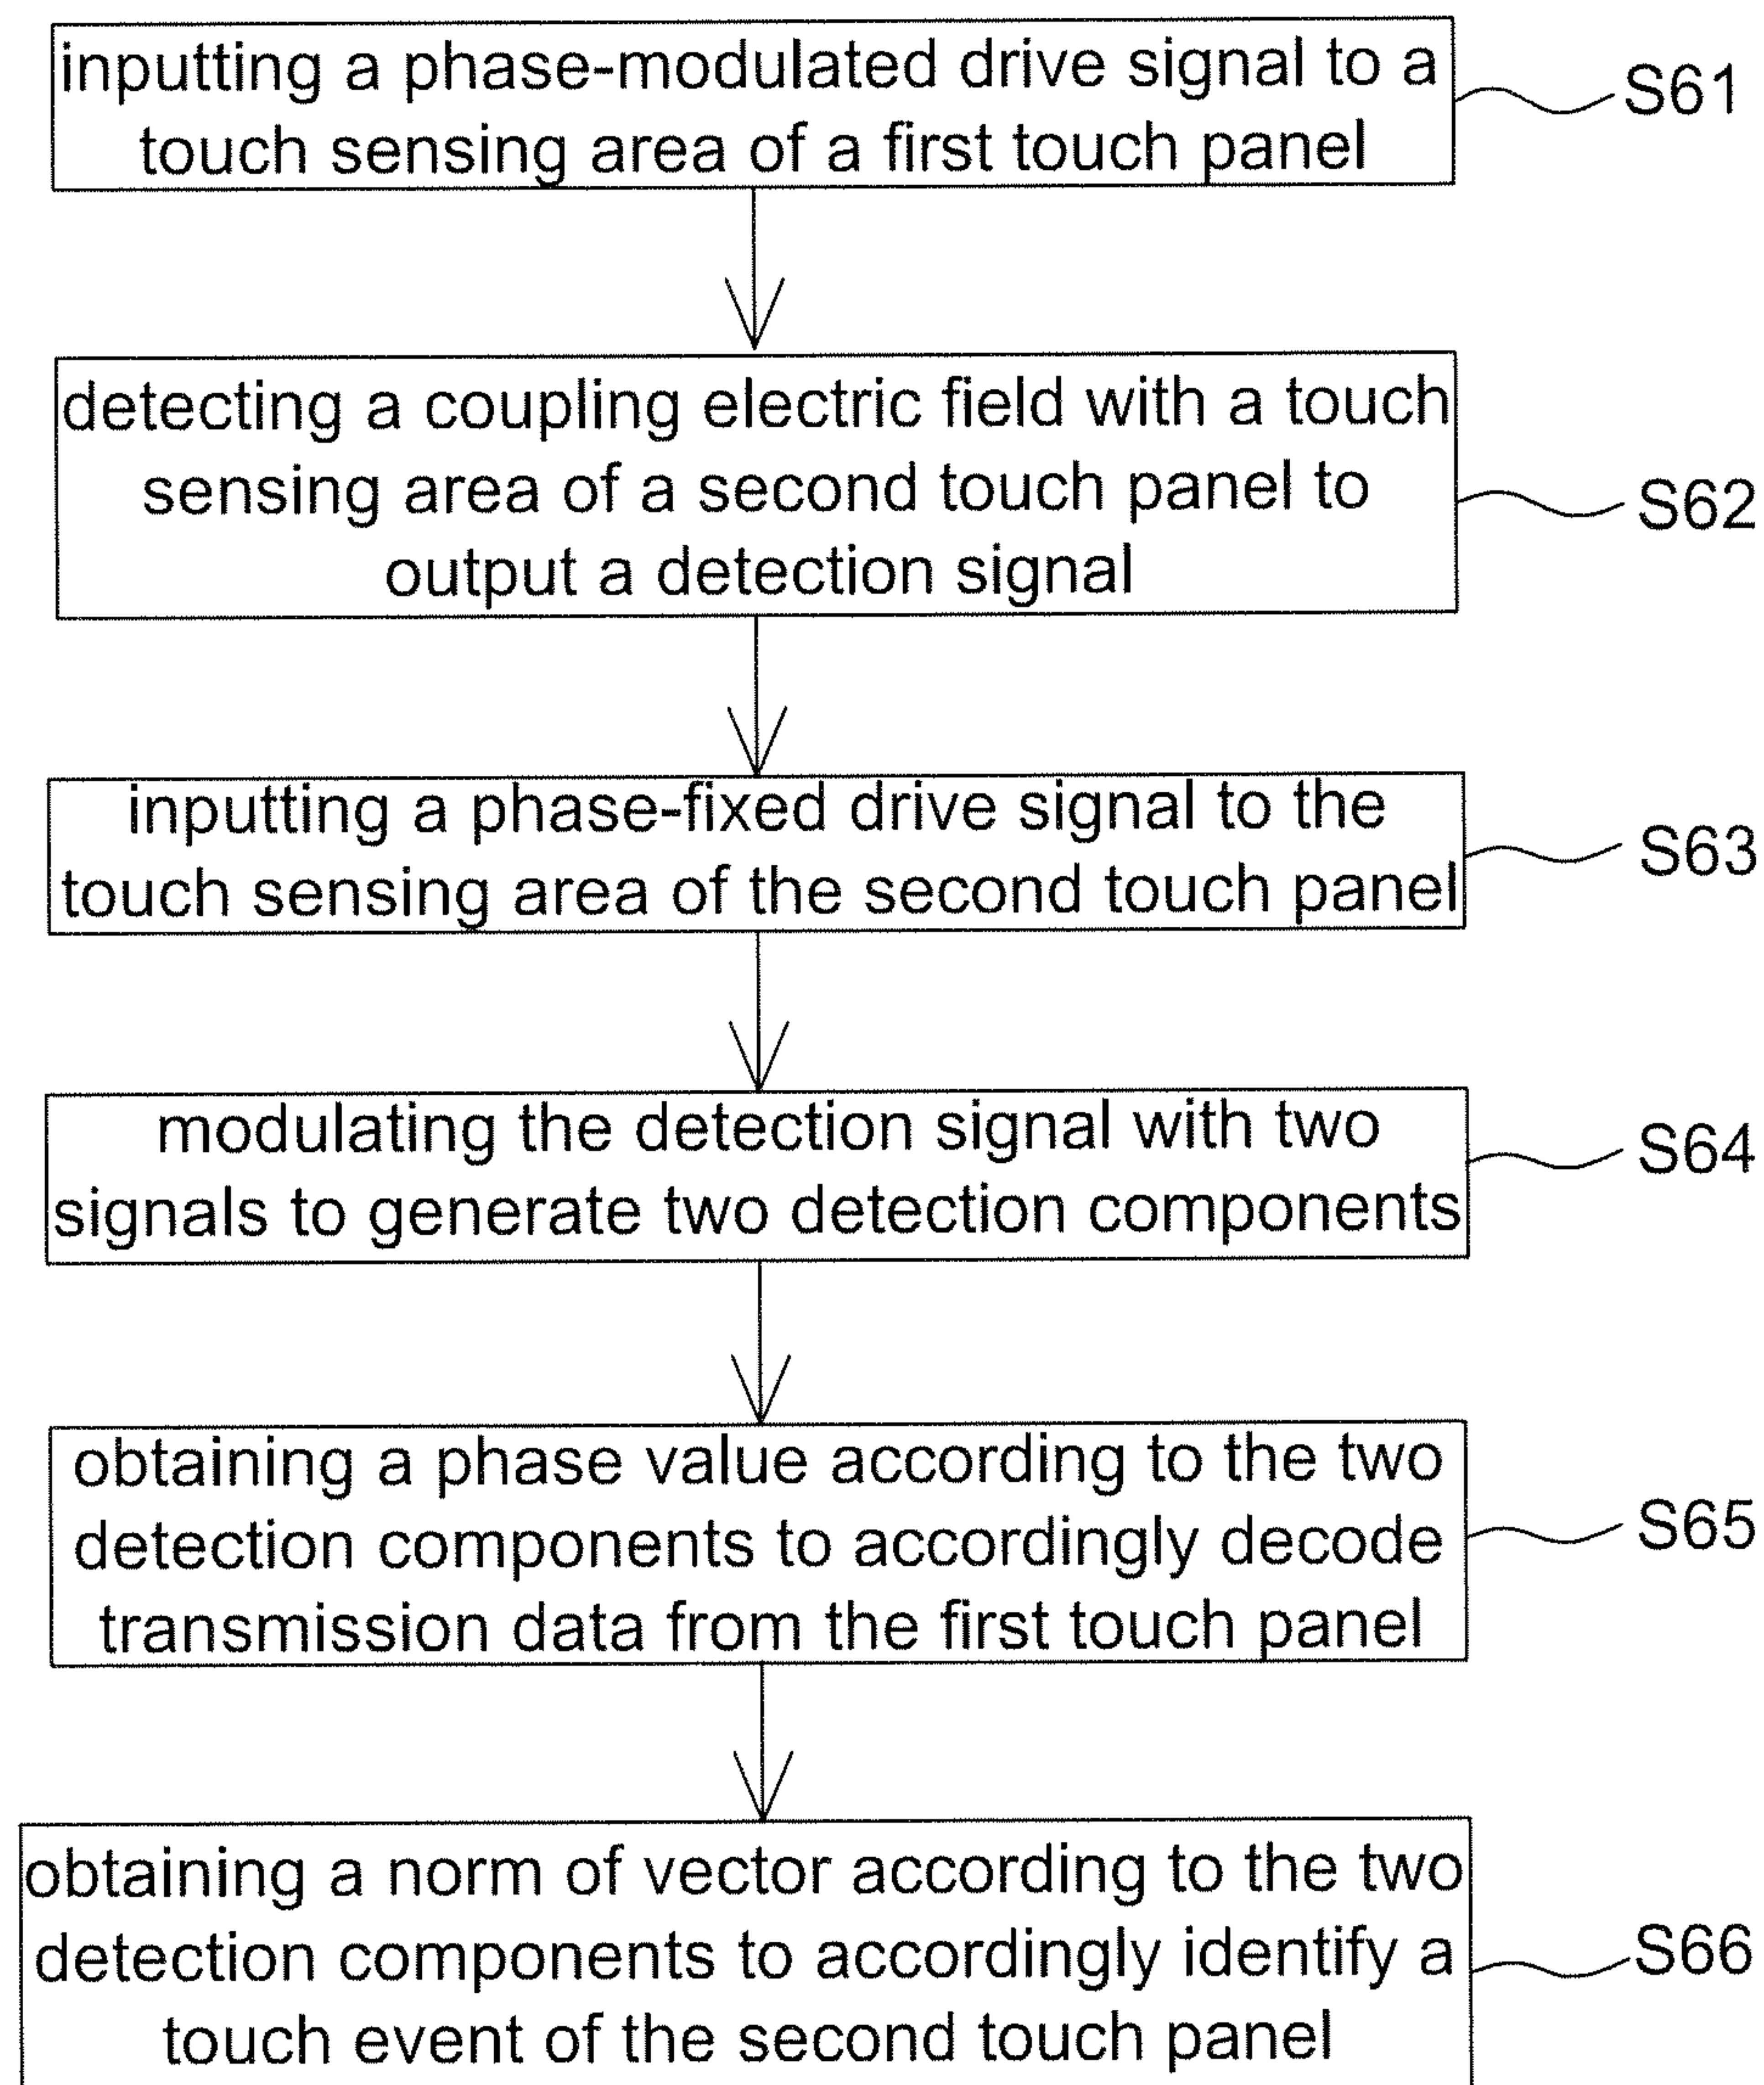 inputting a phase-modulated drive signal to a
touch sensing area of a first touch panel
S61
detecting a coupling electric field with a touch
sensing area of a second touch panel to
output a detection signal
S62
inputting a phase-fixed drive signal to the
touch sensing area of the second touch panel
S63
modulating the detection signal with two
signals to generate two detection components
S64
obtaining a phase value according to the two
detection components to accordingly decode
transmission data from the first touch panel
S65
obtaining a norm of vector according to the two
detection components to accordingly identify a
touch event of the second touch panel
S66